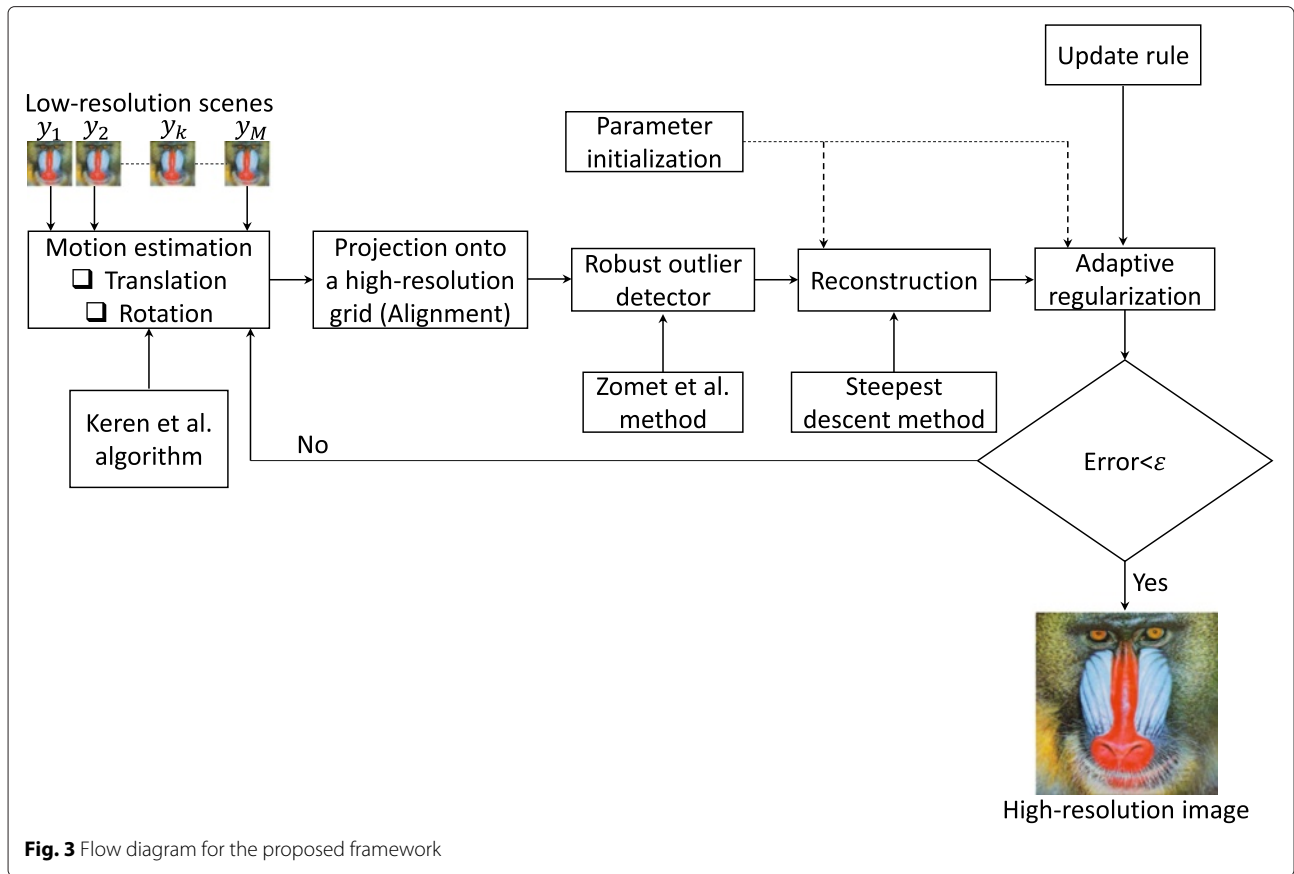 Update rule
Low-resolution scenes
y₁ y₂ yₖ y_M
Parameter
initialization
Motion estimation
❑ Translation
❑ Rotation
Projection onto
a high-resolution
grid (Alignment)
Robust outlier
detector
Reconstruction
Adaptive
regularization
Keren et al.
algorithm
Zomet et al.
method
Steepest
descent method
No
Error<ε
Yes
High-resolution image
Fig. 3 Flow diagram for the proposed framework